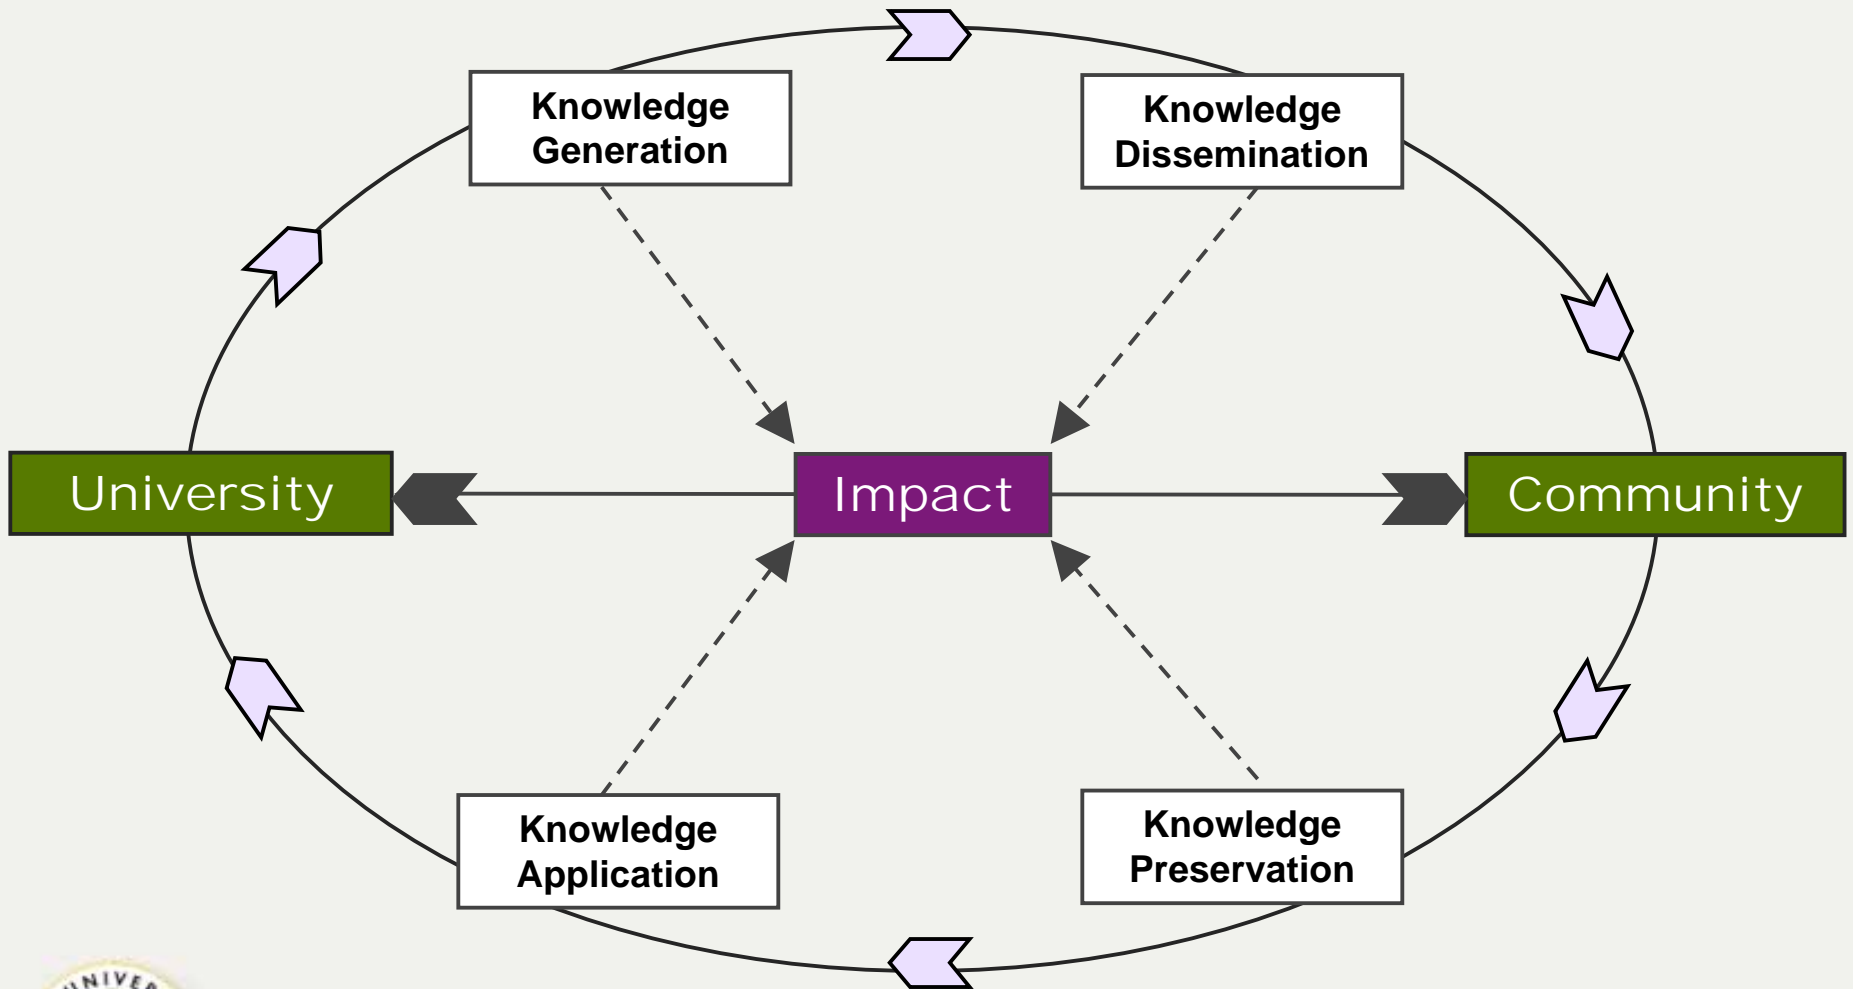 Knowledge
Generation
Knowledge
Dissemination
University
Impact
Community
Knowledge
Application
Knowledge
Preservation